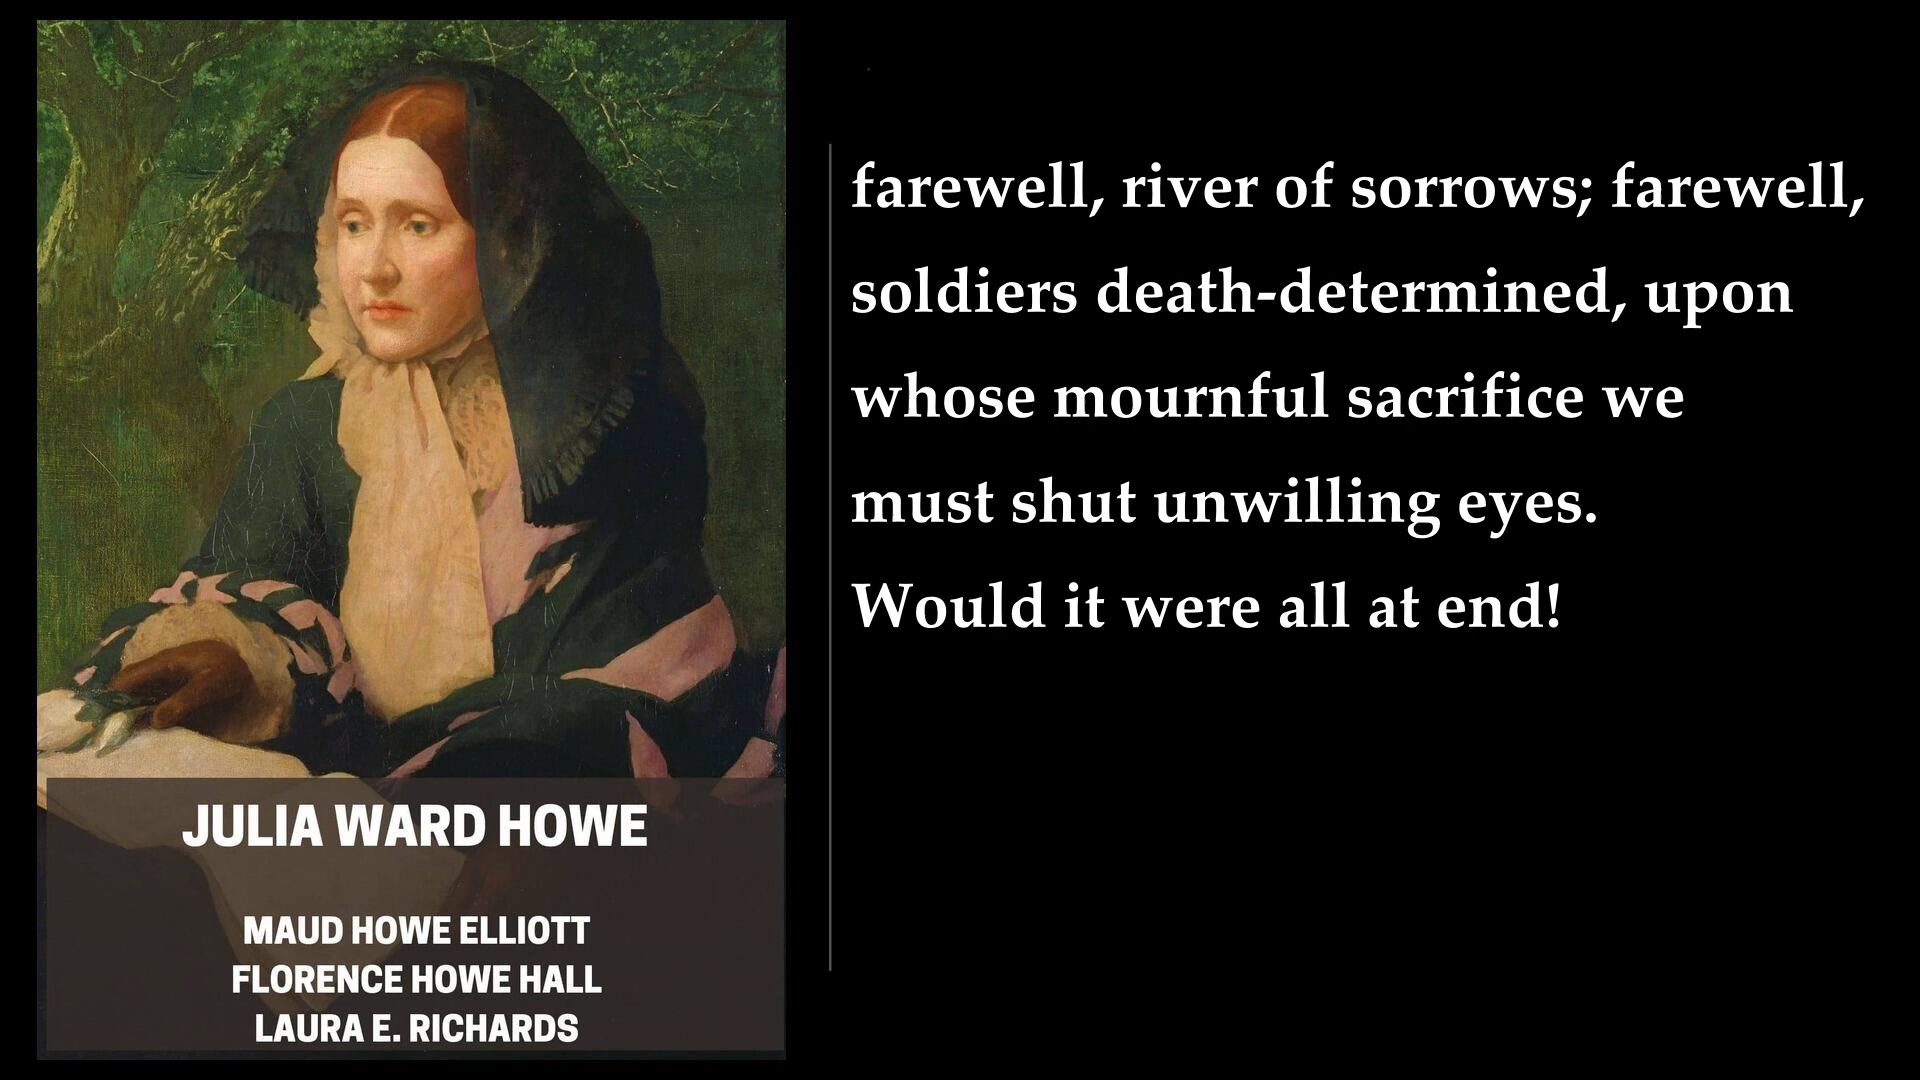 JULIA WARD HOWE
MAUD HOWE ELLIOTT
FLORENCE HOWE HALL
LAURA E. RICHARDS
farewell, river of sorrows; farewell,
soldiers death-determined, upon
whose mournful sacrifice we
must shut unwilling eyes.
Would it were all at end!